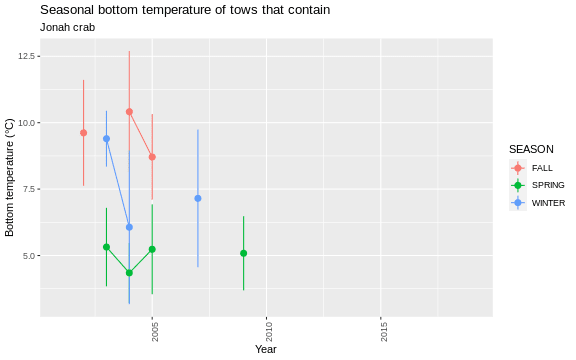 Seasonal bottom temperature of tows that contain
Jonah crab
12.5
10.0
7.5
5.0
Bottom temperature (°C)
2005
2010
2015
Year
SEASON
FALL
SPRING
WINTER